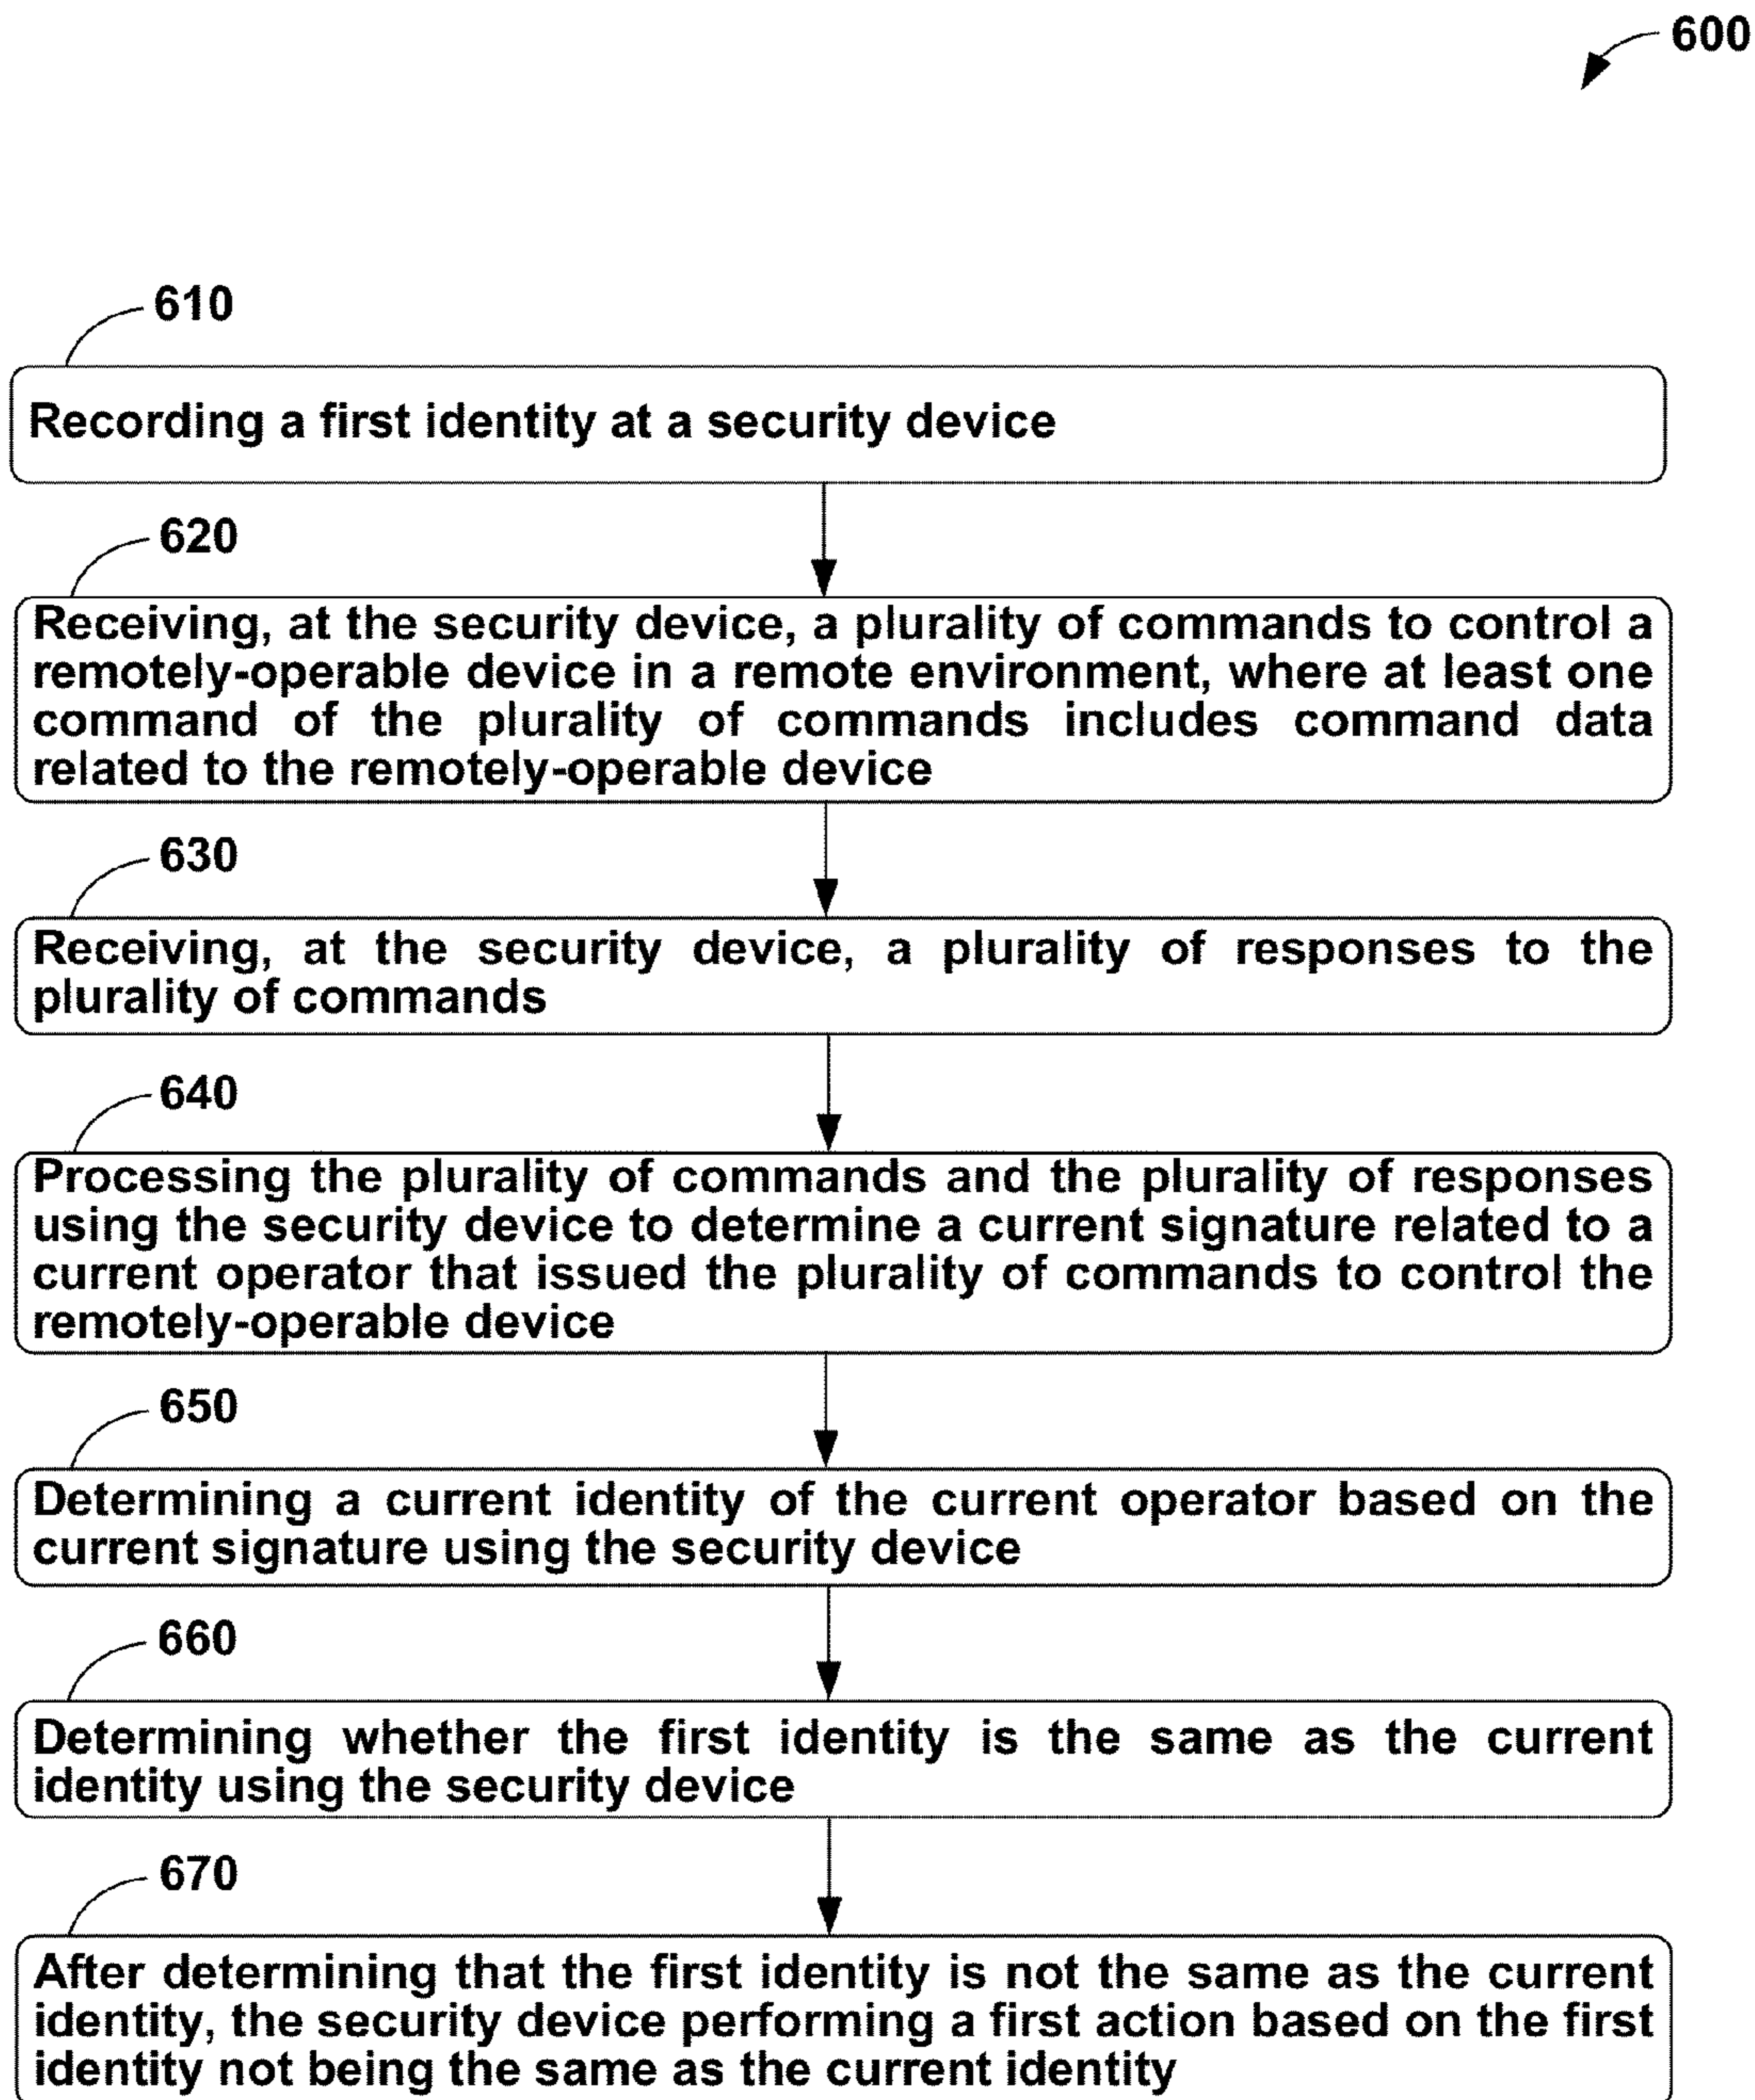 600
610
Recording a first identity at a security device
620
Receiving, at the security device, a plurality of commands to control a
remotely-operable device in a remote environment, where at least one
command of the plurality of commands includes command data
related to the remotely-operable device
630
Receiving, at the security device, a plurality of responses to the
plurality of commands
640
Processing the plurality of commands and the plurality of responses
using the security device to determine a current signature related to a
current operator that issued the plurality of commands to control the
remotely-operable device
650
Determining a current identity of the current operator based on the
current signature using the security device
660
Determining whether the first identity is the same as the current
identity using the security device
670
After determining that the first identity is not the same as the current
identity, the security device performing a first action based on the first
identity not being the same as the current identity